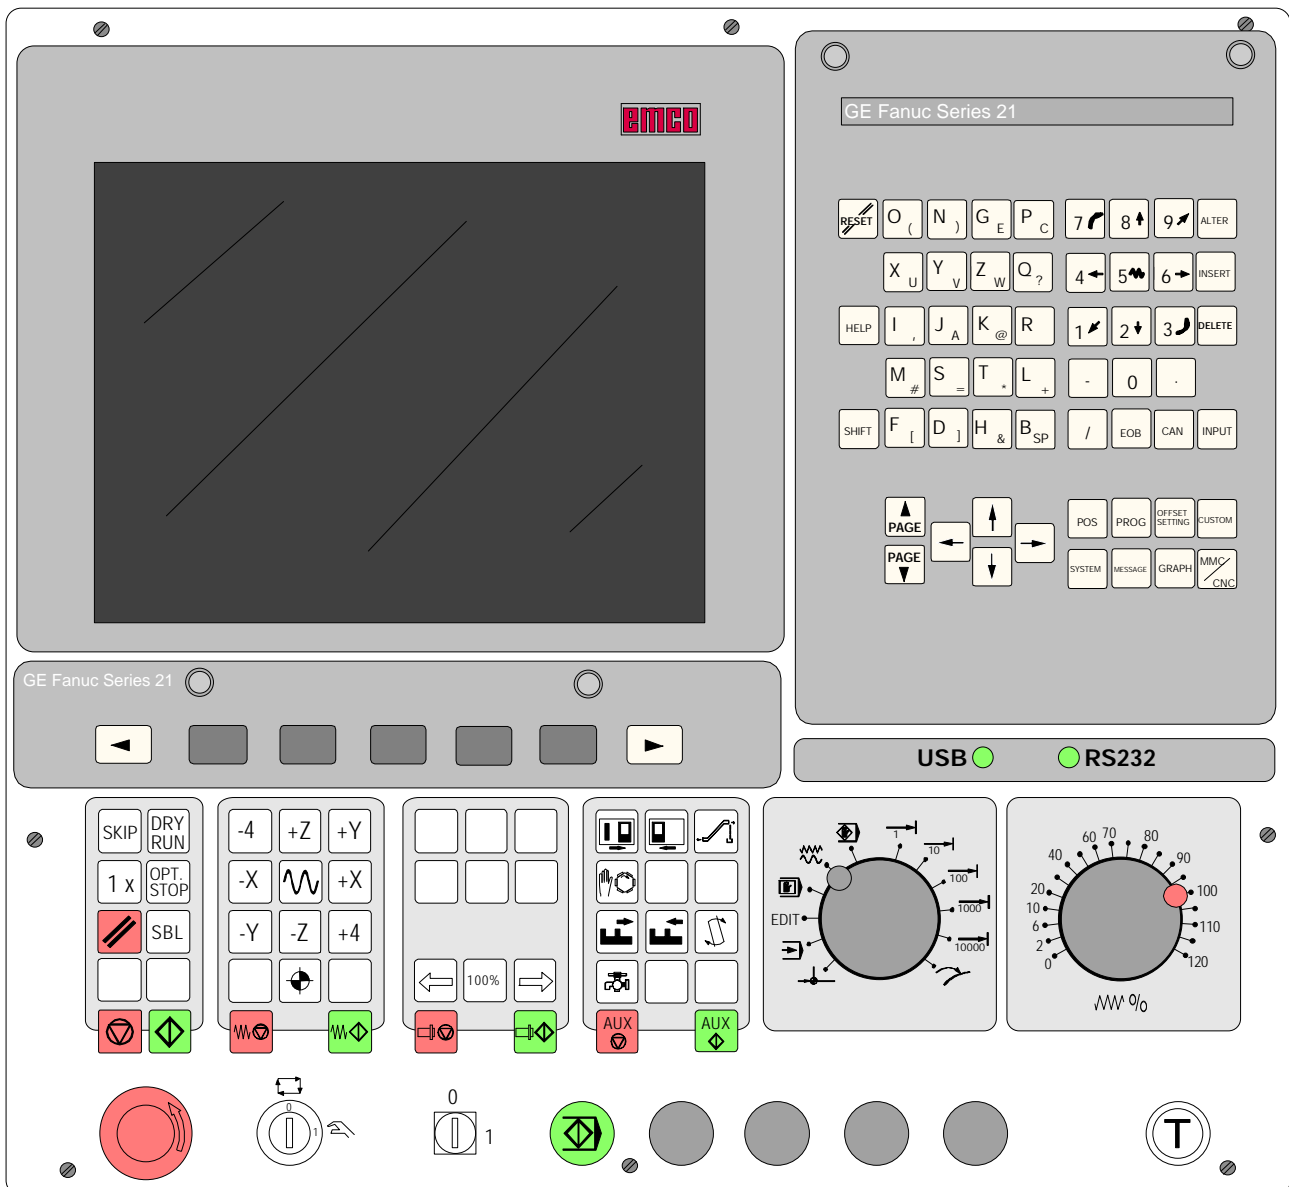 emco
GE Fanuc Series 21
RESET O ( N ) G E P C 7 8 9 ALTER
X U Y V Z W Q ? 4 5 6 INSERT
HELP I , J A K @ R 1 2 3 DELETE
M # S = T * L + - 0 .
SHIFT F [ D ] H & B SP / EOB CAN INPUT
PAGE POS PROG OFFSET SETTING CUSTOM
PAGE SYSTEM MESSAGE GRAPH MMC / CNC
GE Fanuc Series 21
USB RS232
SKIP DRY RUN
1 x OPT. STOP
SBL
-4 +Z +Y
-X +X
-Y -Z +4
100%
AUX AUX
EDIT
1
10
100
1000
10000
0
2
6
10
20
40
60
70
80
90
100
110
120
%
0
1
0
1
T